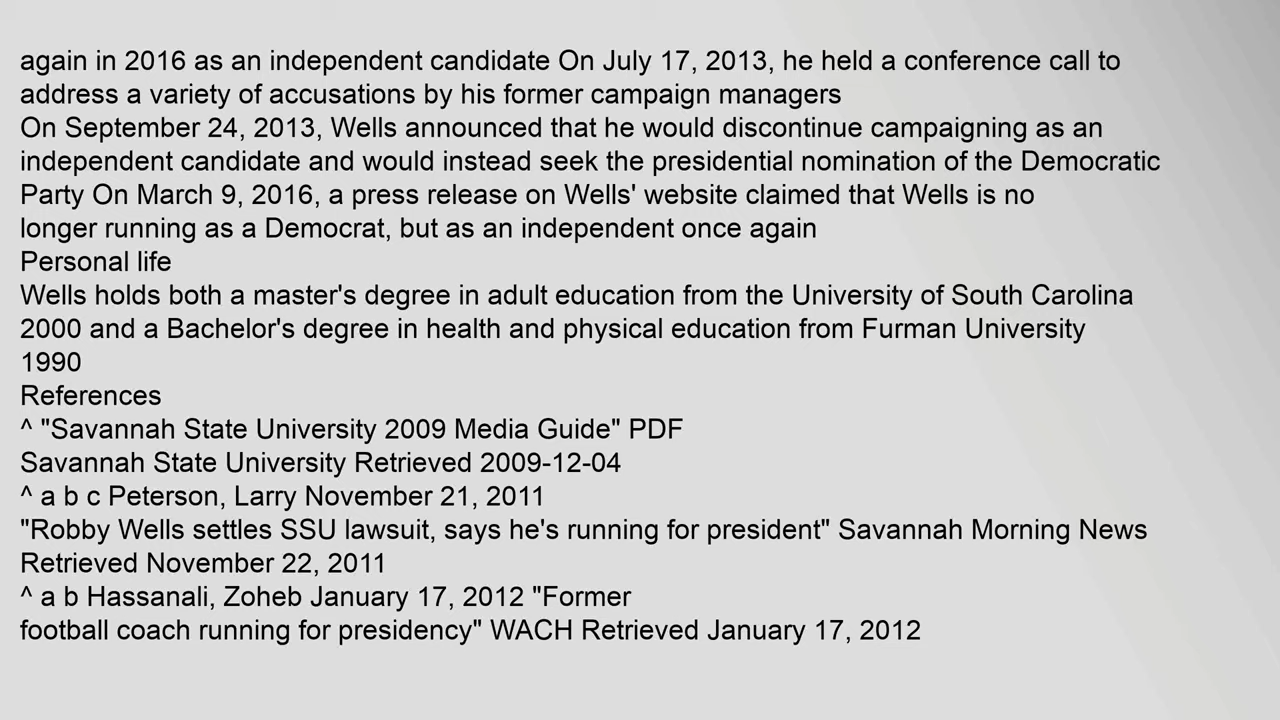 again in 2016 as an independent candidate On July 17, 2013, he held a conference call to
address a variety of accusations by his former campaign managers
On September 24, 2013, Wells announced that he would discontinue campaigning as an
independent candidate and would instead seek the presidential nomination of the Democratic
Party On March 9, 2016, a press release on Wells' website claimed that Wells is no
longer running as a Democrat, but as an independent once again
Personal life
Wells holds both a master's degree in adult education from the University of South Carolina
2000 and a Bachelor's degree in health and physical education from Furman University
1990
References
^ "Savannah State University 2009 Media Guide" PDF
Savannah State University Retrieved 2009-12-04
^ a b c Peterson, Larry November 21, 2011
"Robby Wells settles SSU lawsuit, says he's running for president" Savannah Morning News
Retrieved November 22, 2011
^ a b Hassanali, Zoheb January 17, 2012 "Former
football coach running for presidency" WACH Retrieved January 17, 2012